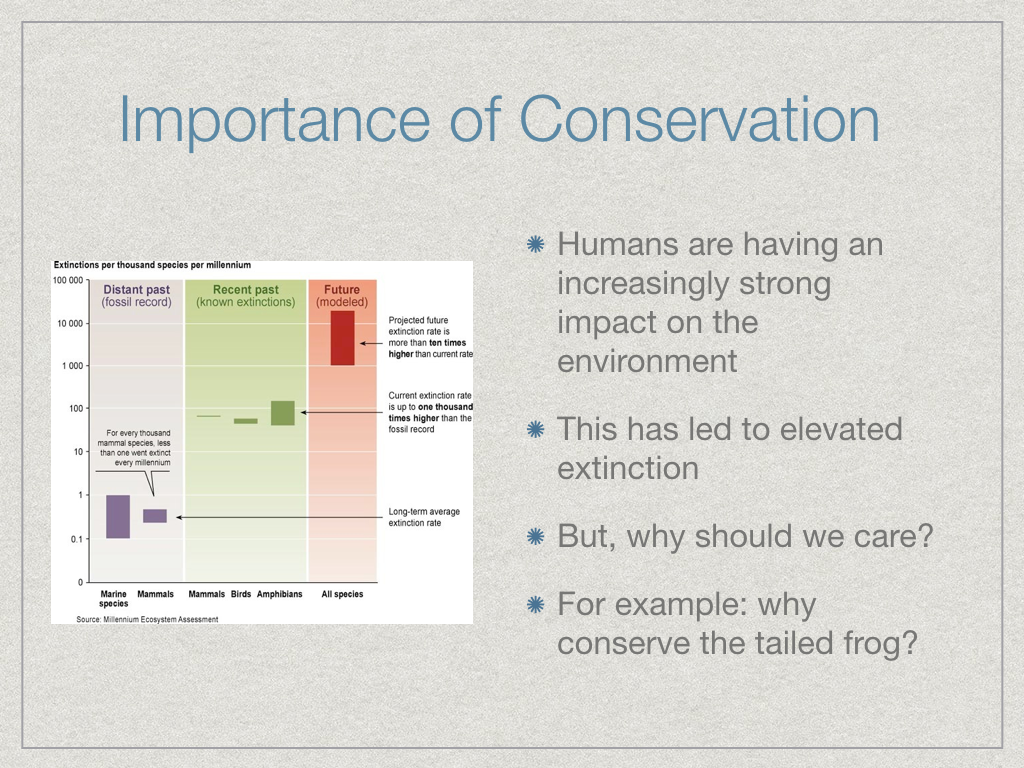 Importance of Conservation
Extinctions per thousand species per millennium
100 000
10 000
1 000
100
10
1
0.1
0
Distant past
(fossil record)
Recent past
(known extinctions)
Future
(modeled)
Projected future
extinction rate is
more than ten times
higher than current rate
Current extinction rate
is up to one thousand
times higher than the
fossil record
For every thousand
mammal species, less
than one went extinct
every millennium
Long-term average
extinction rate
Marine
species
Mammals
Mammals
Birds
Amphibians
All species
Source: Millennium Ecosystem Assessment
Humans are having an
increasingly strong
impact on the
environment
This has led to elevated
extinction
But, why should we care?
For example: why
conserve the tailed frog?